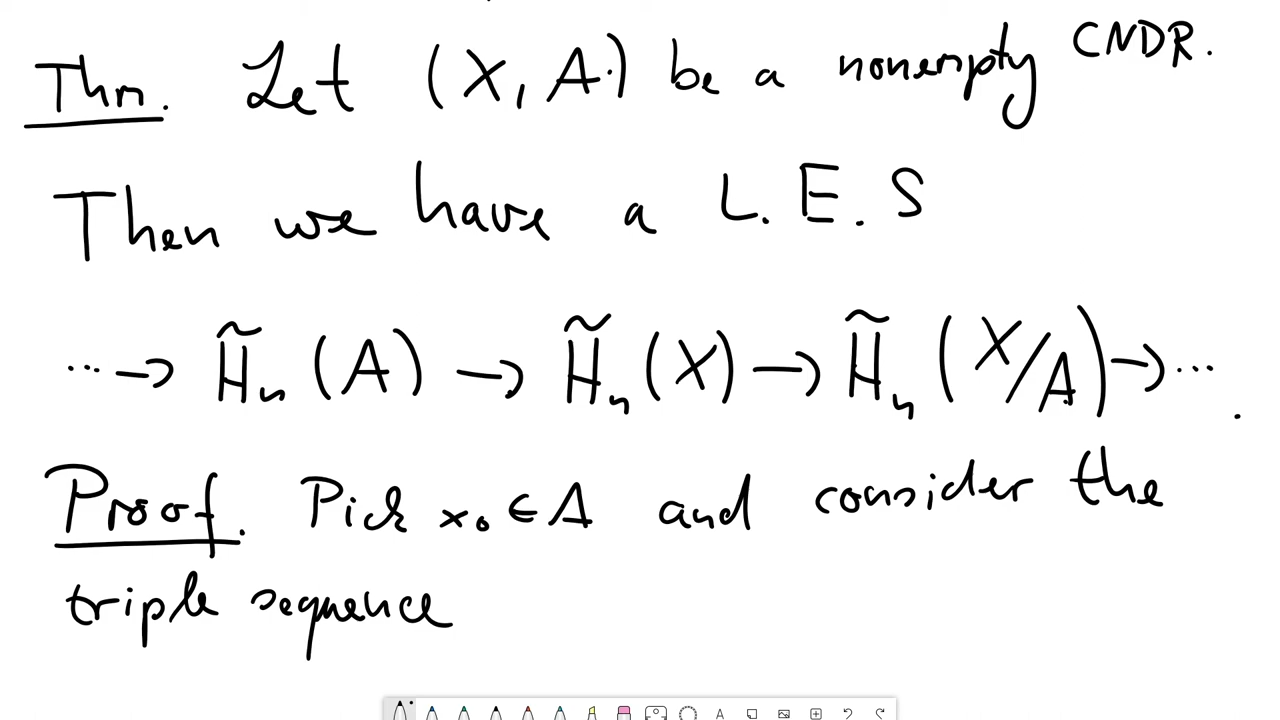 Thm. Let (X, A) be a nonempty CNDR.
Then we have a L.E.S
... → H̃ₙ(A) → H̃ₙ(X) → H̃ₙ(X/A) → ... .
Proof. Pick x₀ ∈ A and consider the
triple sequence